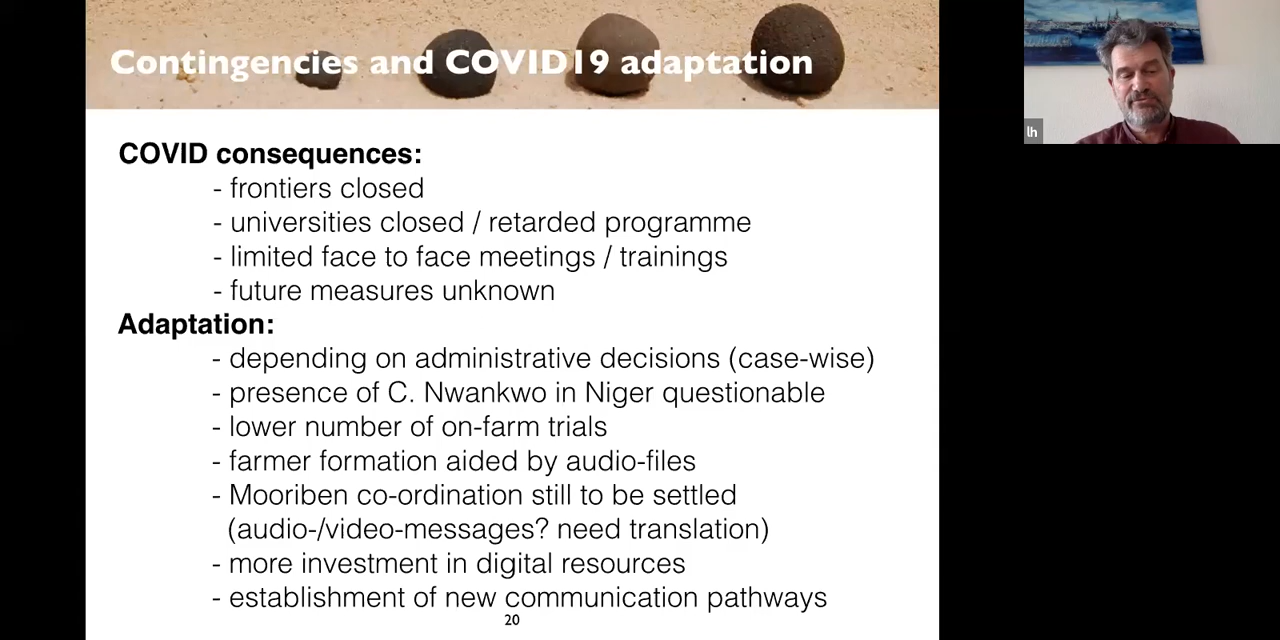 Contingencies and COVID19 adaptation
COVID consequences:
- frontiers closed
- universities closed / retarded programme
- limited face to face meetings / trainings
- future measures unknown
Adaptation:
- depending on administrative decisions (case-wise)
- presence of C. Nwankwo in Niger questionable
- lower number of on-farm trials
- farmer formation aided by audio-files
- Mooriben co-ordination still to be settled
(audio-/video-messages? need translation)
- more investment in digital resources
- establishment of new communication pathways
20
lh